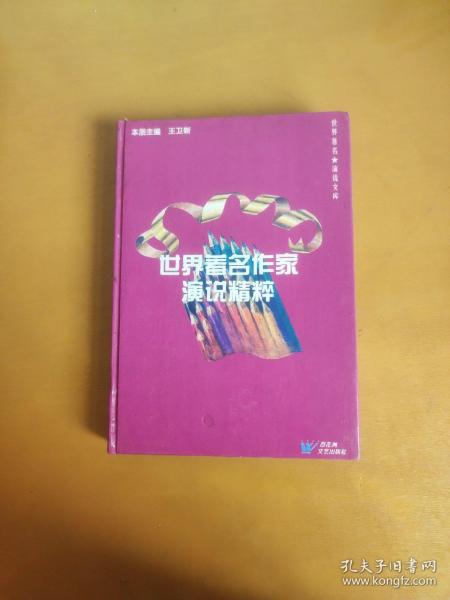 本册主编 王卫新
世界著名★演说文库
世界著名作家
演说精粹
百花洲
文艺出版社
孔夫子旧书网
www.kongfz.com